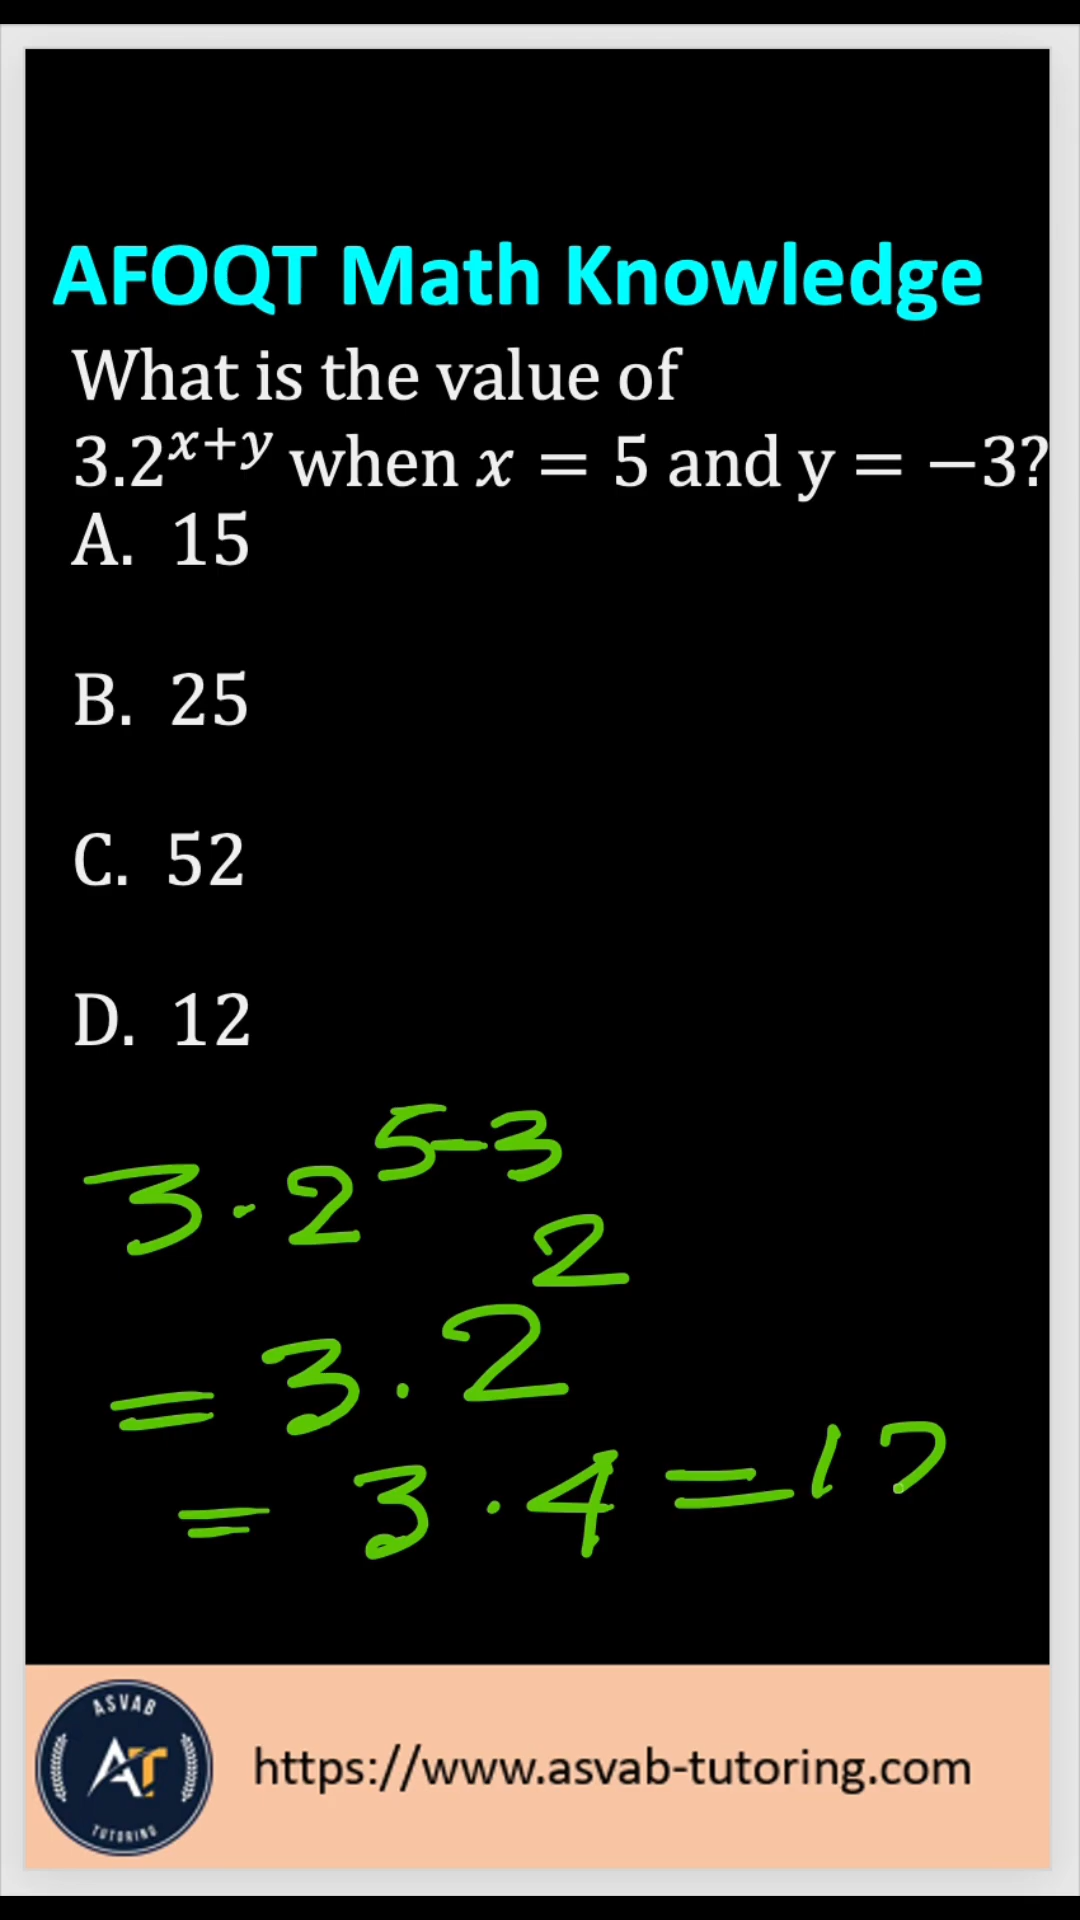 AFOQT Math Knowledge
What is the value of
3.2^{x+y} when x = 5 and y = −3?
A. 15
B. 25
C. 52
D. 12
3 · 2^{5-3}
= 3 . 2^2
= 3 · 4 = 12
ASVAB
AT
TUTORING
https://www.asvab-tutoring.com